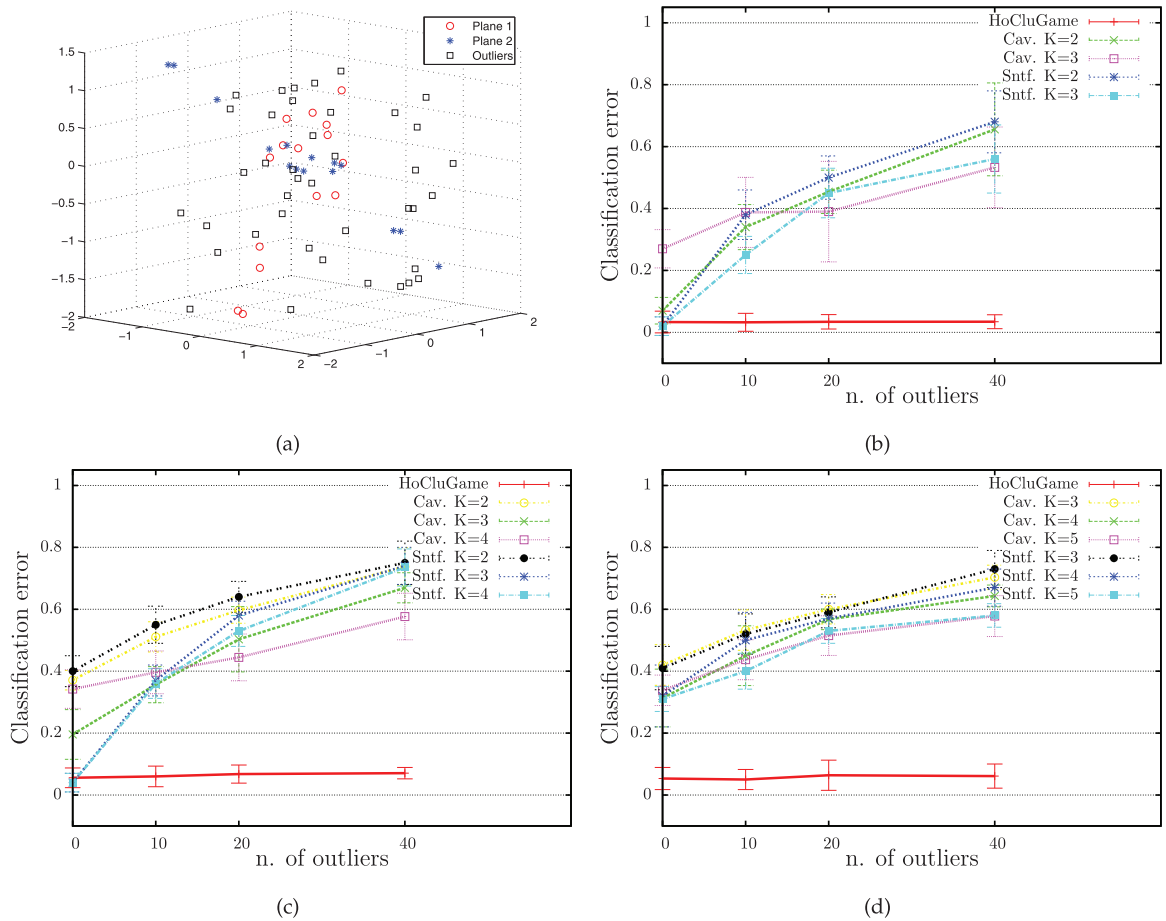 Plane 1
Plane 2
Outliers
1.5
1
0.5
0
−0.5
−1
−1.5
−2
−2
−1
0
1
2
−2
−1
0
1
2
(a)
Classification error
1
0.8
0.6
0.4
0.2
0
HoCluGame
Cav. K=2
Cav. K=3
Sntf. K=2
Sntf. K=3
0
10
20
40
n. of outliers
(b)
Classification error
1
0.8
0.6
0.4
0.2
0
HoCluGame
Cav. K=2
Cav. K=3
Cav. K=4
Sntf. K=2
Sntf. K=3
Sntf. K=4
0
10
20
40
n. of outliers
(c)
Classification error
1
0.8
0.6
0.4
0.2
0
HoCluGame
Cav. K=3
Cav. K=4
Cav. K=5
Sntf. K=3
Sntf. K=4
Sntf. K=5
0
10
20
40
n. of outliers
(d)